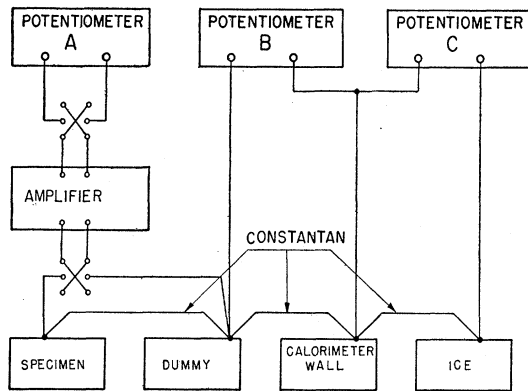 POTENTIOMETER
A
POTENTIOMETER
B
POTENTIOMETER
C
AMPLIFIER
CONSTANTAN
SPECIMEN
DUMMY
CALORIMETER
WALL
ICE